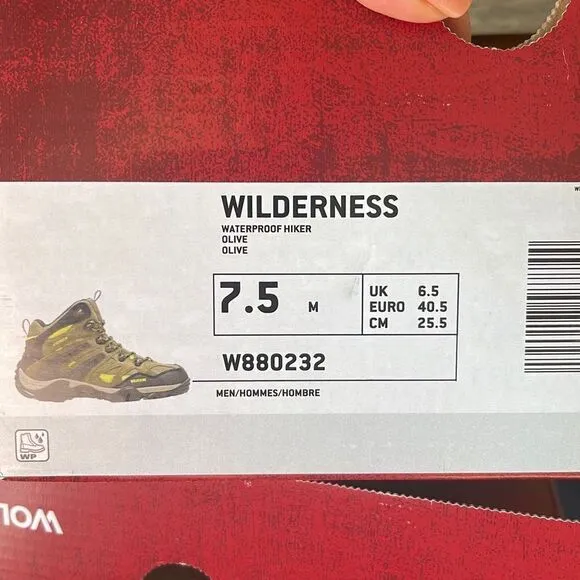 WILDERNESS
WATERPROOF HIKER
OLIVE
OLIVE
7.5 M
UK 6.5
EURO 40.5
CM 25.5
W880232
MEN/HOMMES/HOMBRE
WP
WOL